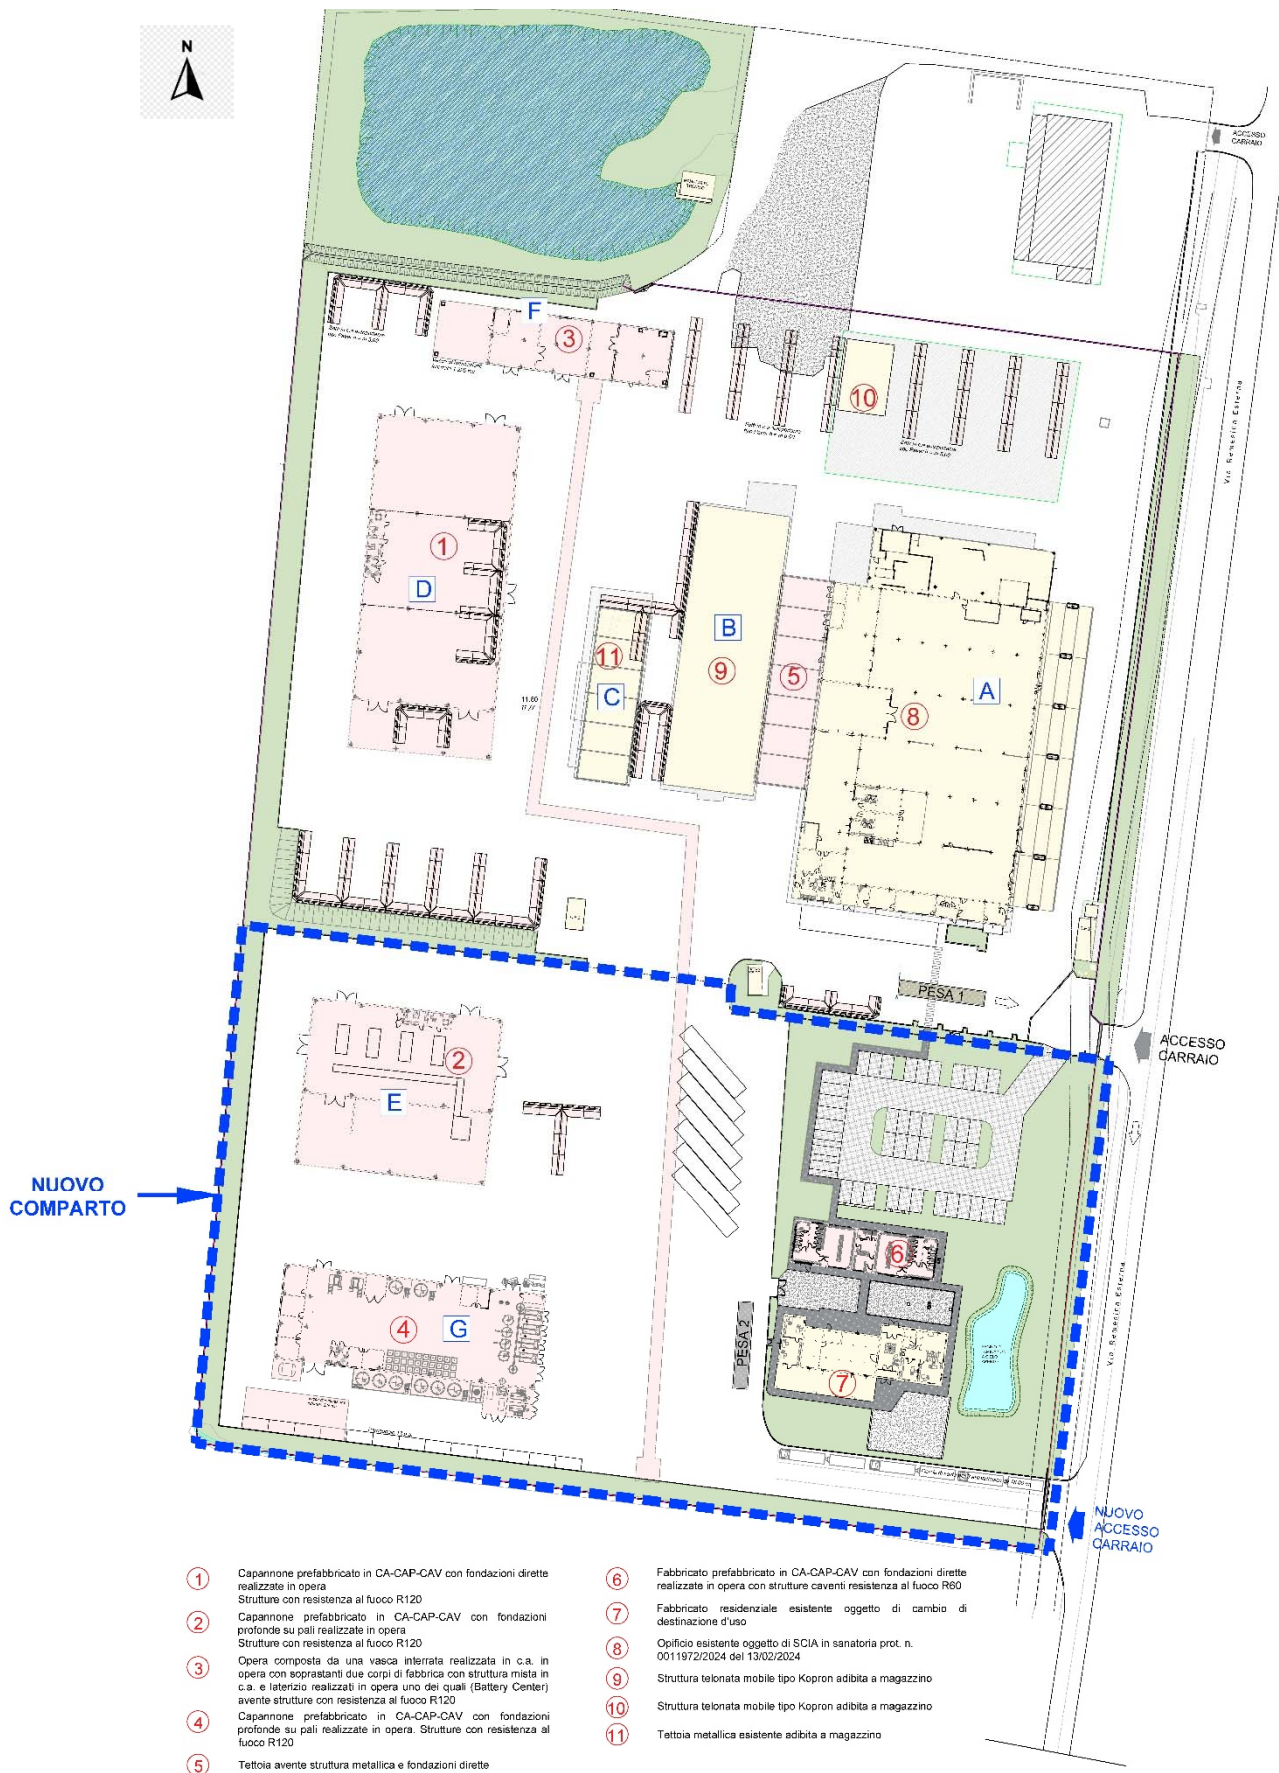 N
ACCESSO
CARRAIO
F
3
10
Via Remesina Esterna
1
D
B
11
9
5
A
C
8
11.60
PESA 1
ACCESSO
CARRAIO
2
E
NUOVO
COMPARTO
6
4
G
PESA 2
7
Via Remesina Esterna
NUOVO
ACCESSO
CARRAIO
1
Capannone prefabbricato in CA-CAP-CAV con fondazioni dirette
realizzate in opera
Strutture con resistenza al fuoco R120
2
Capannone prefabbricato in CA-CAP-CAV con fondazioni
profonde su pali realizzate in opera
Strutture con resistenza al fuoco R120
3
Opera composta da una vasca interrata realizzata in c.a. in
opera con soprastanti due corpi di fabbrica con struttura mista in
c.a. e laterizio realizzati in opera uno dei quali (Battery Center)
avente strutture con resistenza al fuoco R120
4
Capannone prefabbricato in CA-CAP-CAV con fondazioni
profonde su pali realizzate in opera. Strutture con resistenza al
fuoco R120
5
Tettoia avente struttura metallica e fondazioni dirette
6
Fabbricato prefabbricato in CA-CAP-CAV con fondazioni dirette
realizzate in opera con strutture caventi resistenza al fuoco R60
7
Fabbricato residenziale esistente oggetto di cambio di
destinazione d'uso
8
Opificio esistente oggetto di SCIA in sanatoria prot. n.
0011972/2024 del 13/02/2024
9
Struttura telonata mobile tipo Kopron adibita a magazzino
10
Struttura telonata mobile tipo Kopron adibita a magazzino
11
Tettoia metallica esistente adibita a magazzino